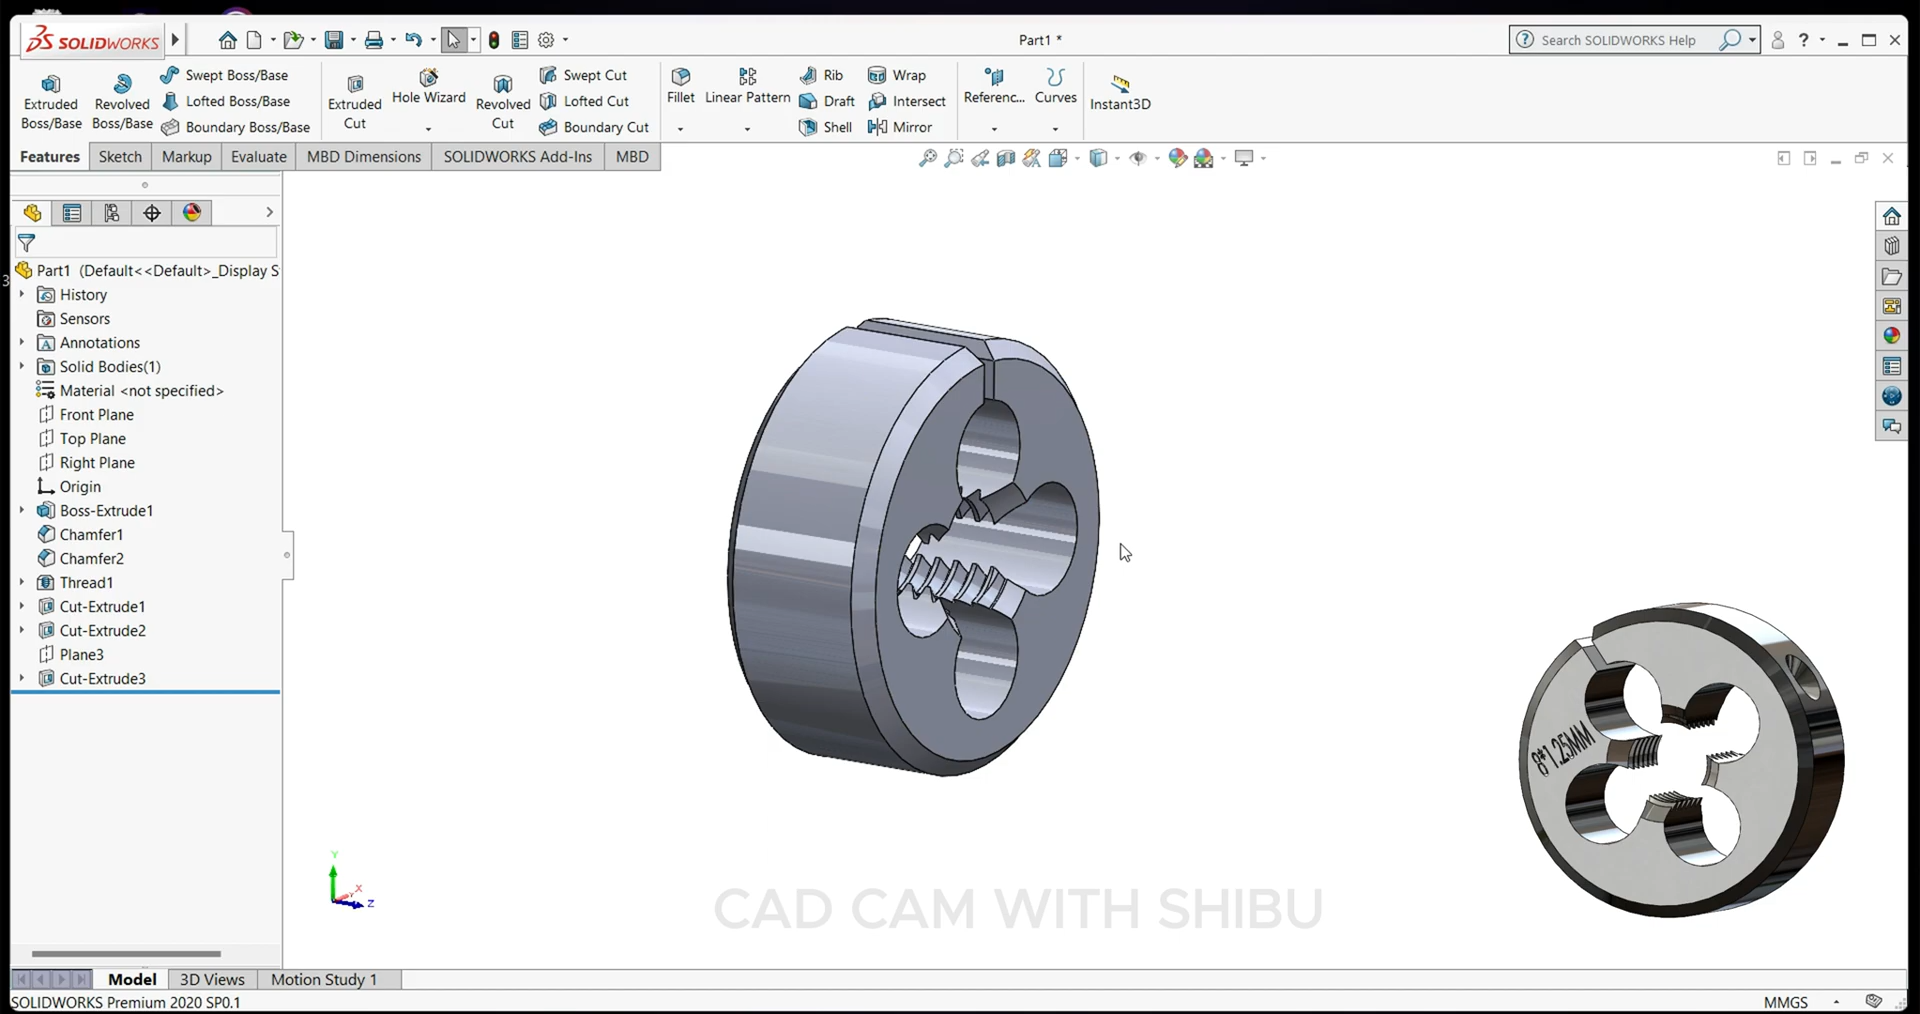 SOLIDWORKS
Part1 *
Search SOLIDWORKS Help
Extruded Boss/Base
Revolved Boss/Base
Swept Boss/Base
Lofted Boss/Base
Boundary Boss/Base
Extruded Cut
Hole Wizard
Revolved Cut
Swept Cut
Lofted Cut
Boundary Cut
Fillet
Linear Pattern
Rib
Draft
Shell
Wrap
Intersect
Mirror
Referenc...
Curves
Instant3D
Features
Sketch
Markup
Evaluate
MBD Dimensions
SOLIDWORKS Add-Ins
MBD
Part1 (Default<<Default>_Display S
History
Sensors
Annotations
Solid Bodies(1)
Material <not specified>
Front Plane
Top Plane
Right Plane
Origin
Boss-Extrude1
Chamfer1
Chamfer2
Thread1
Cut-Extrude1
Cut-Extrude2
Plane3
Cut-Extrude3
3
8*1.25MM
Y
X
Z
CAD CAM WITH SHIBU
Model
3D Views
Motion Study 1
SOLIDWORKS Premium 2020 SP0.1
MMGS